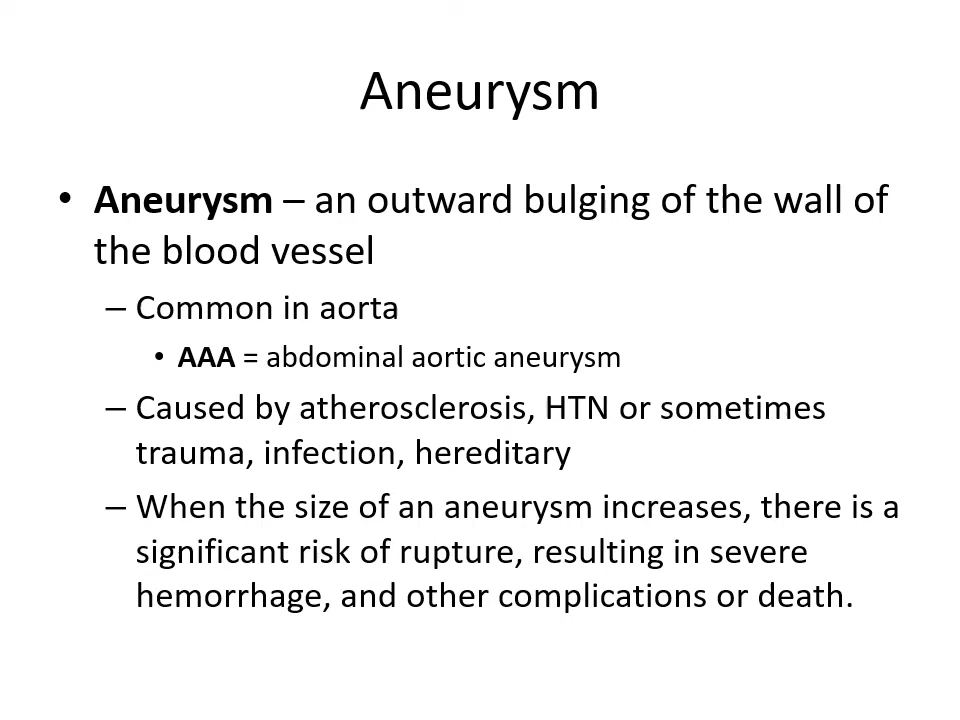 Aneurysm
• Aneurysm – an outward bulging of the wall of
the blood vessel
– Common in aorta
• AAA = abdominal aortic aneurysm
– Caused by atherosclerosis, HTN or sometimes
trauma, infection, hereditary
– When the size of an aneurysm increases, there is a
significant risk of rupture, resulting in severe
hemorrhage, and other complications or death.